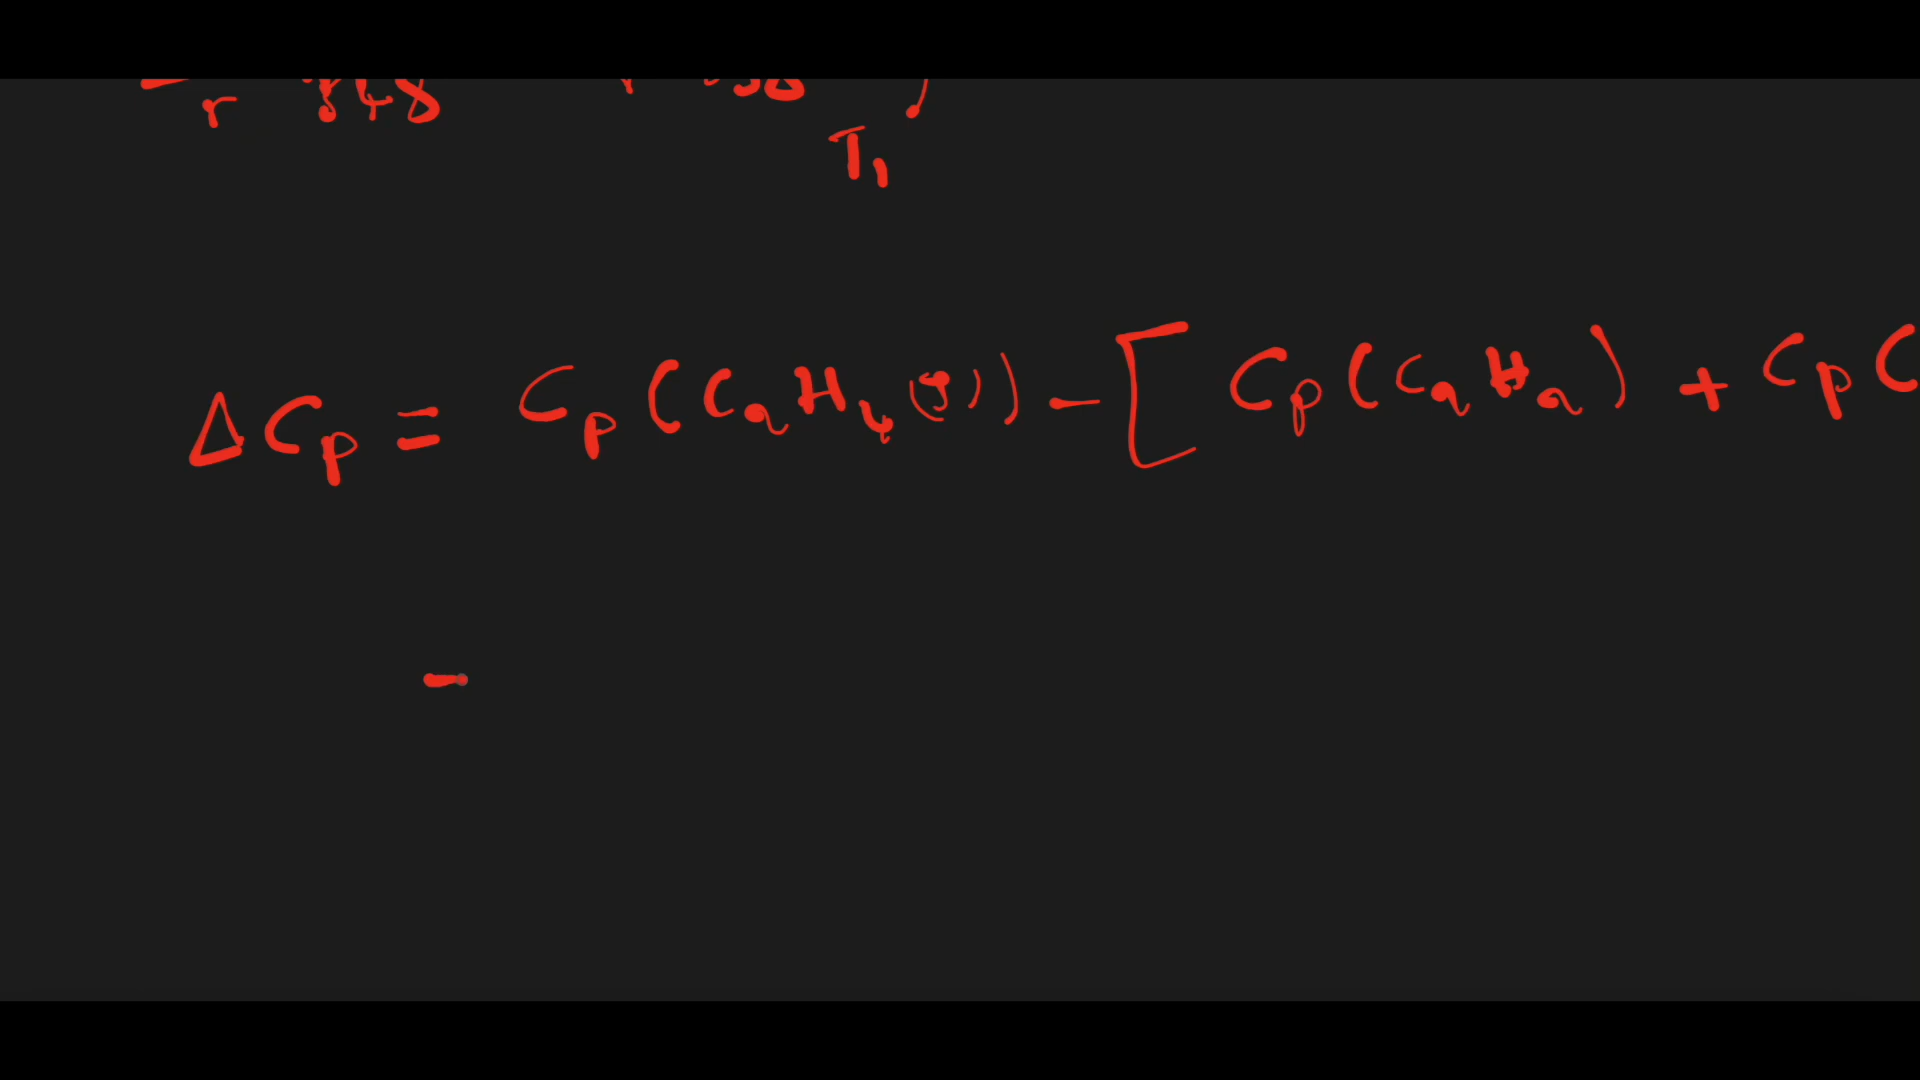 T₁
ΔCp = Cp(C₂H₄(g)) - [Cp(C₂H₂) + Cp(
-